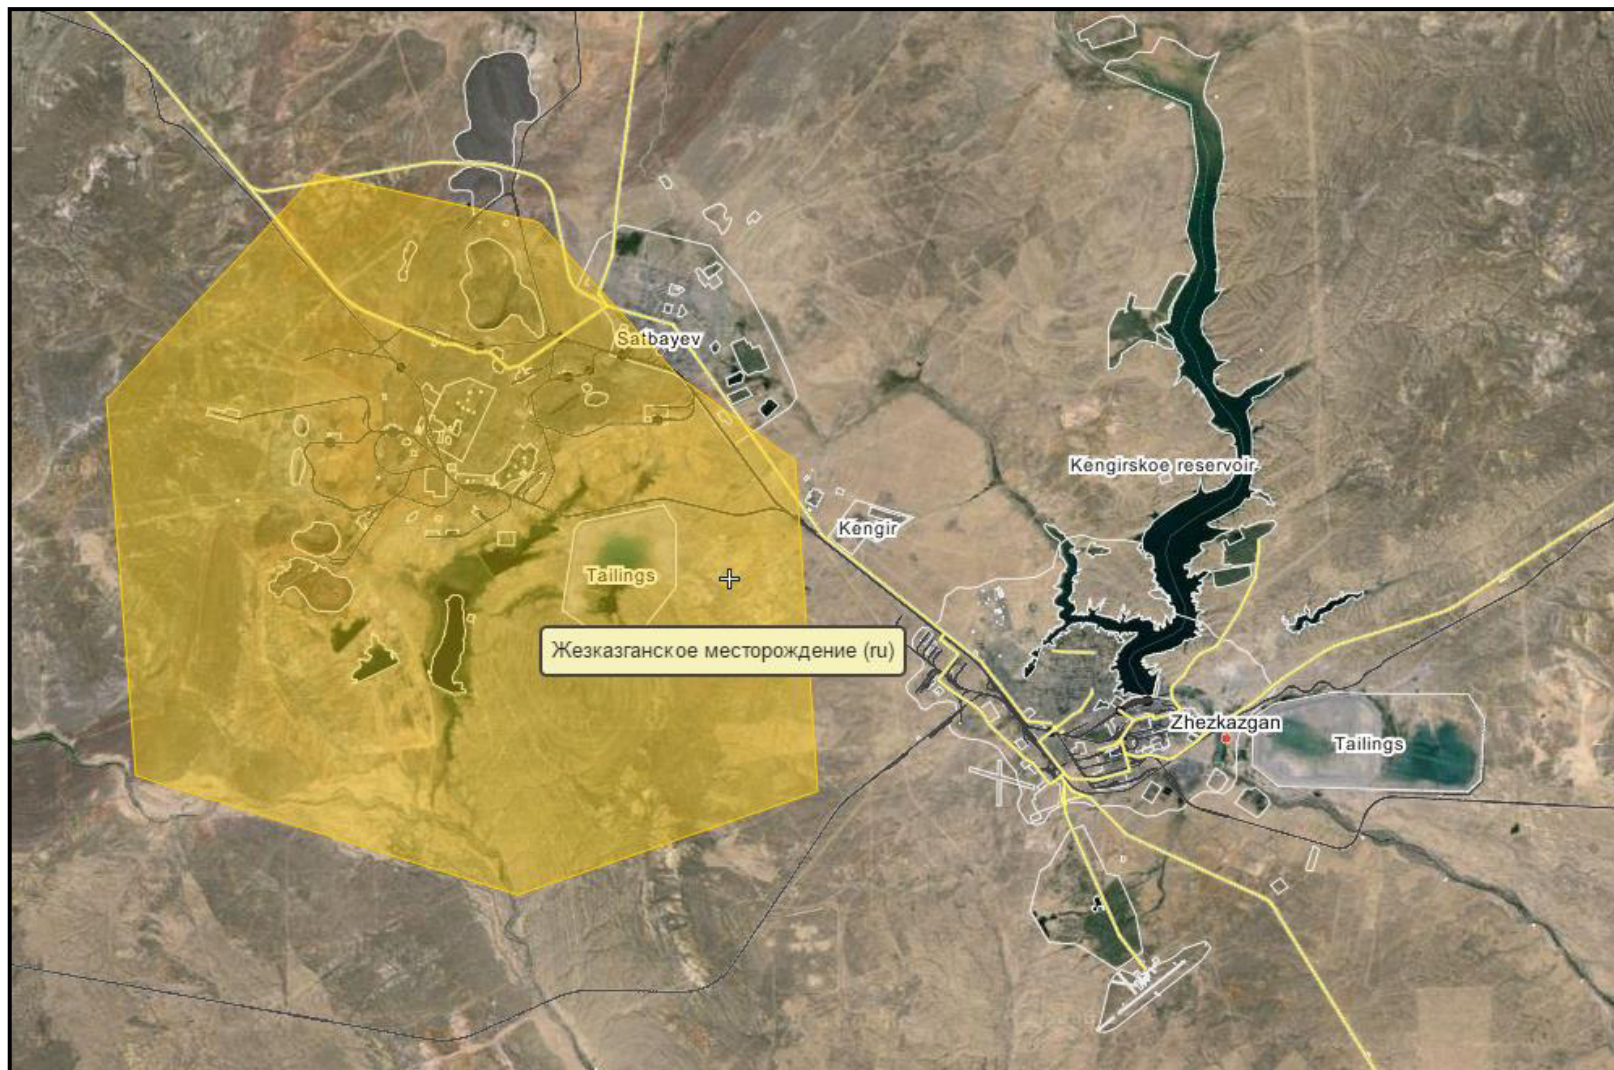 Satbayev
Kengirskoe reservoir
Kengir
Tailings
Жезказганское месторождение (ru)
Zhezkazgan
Tailings